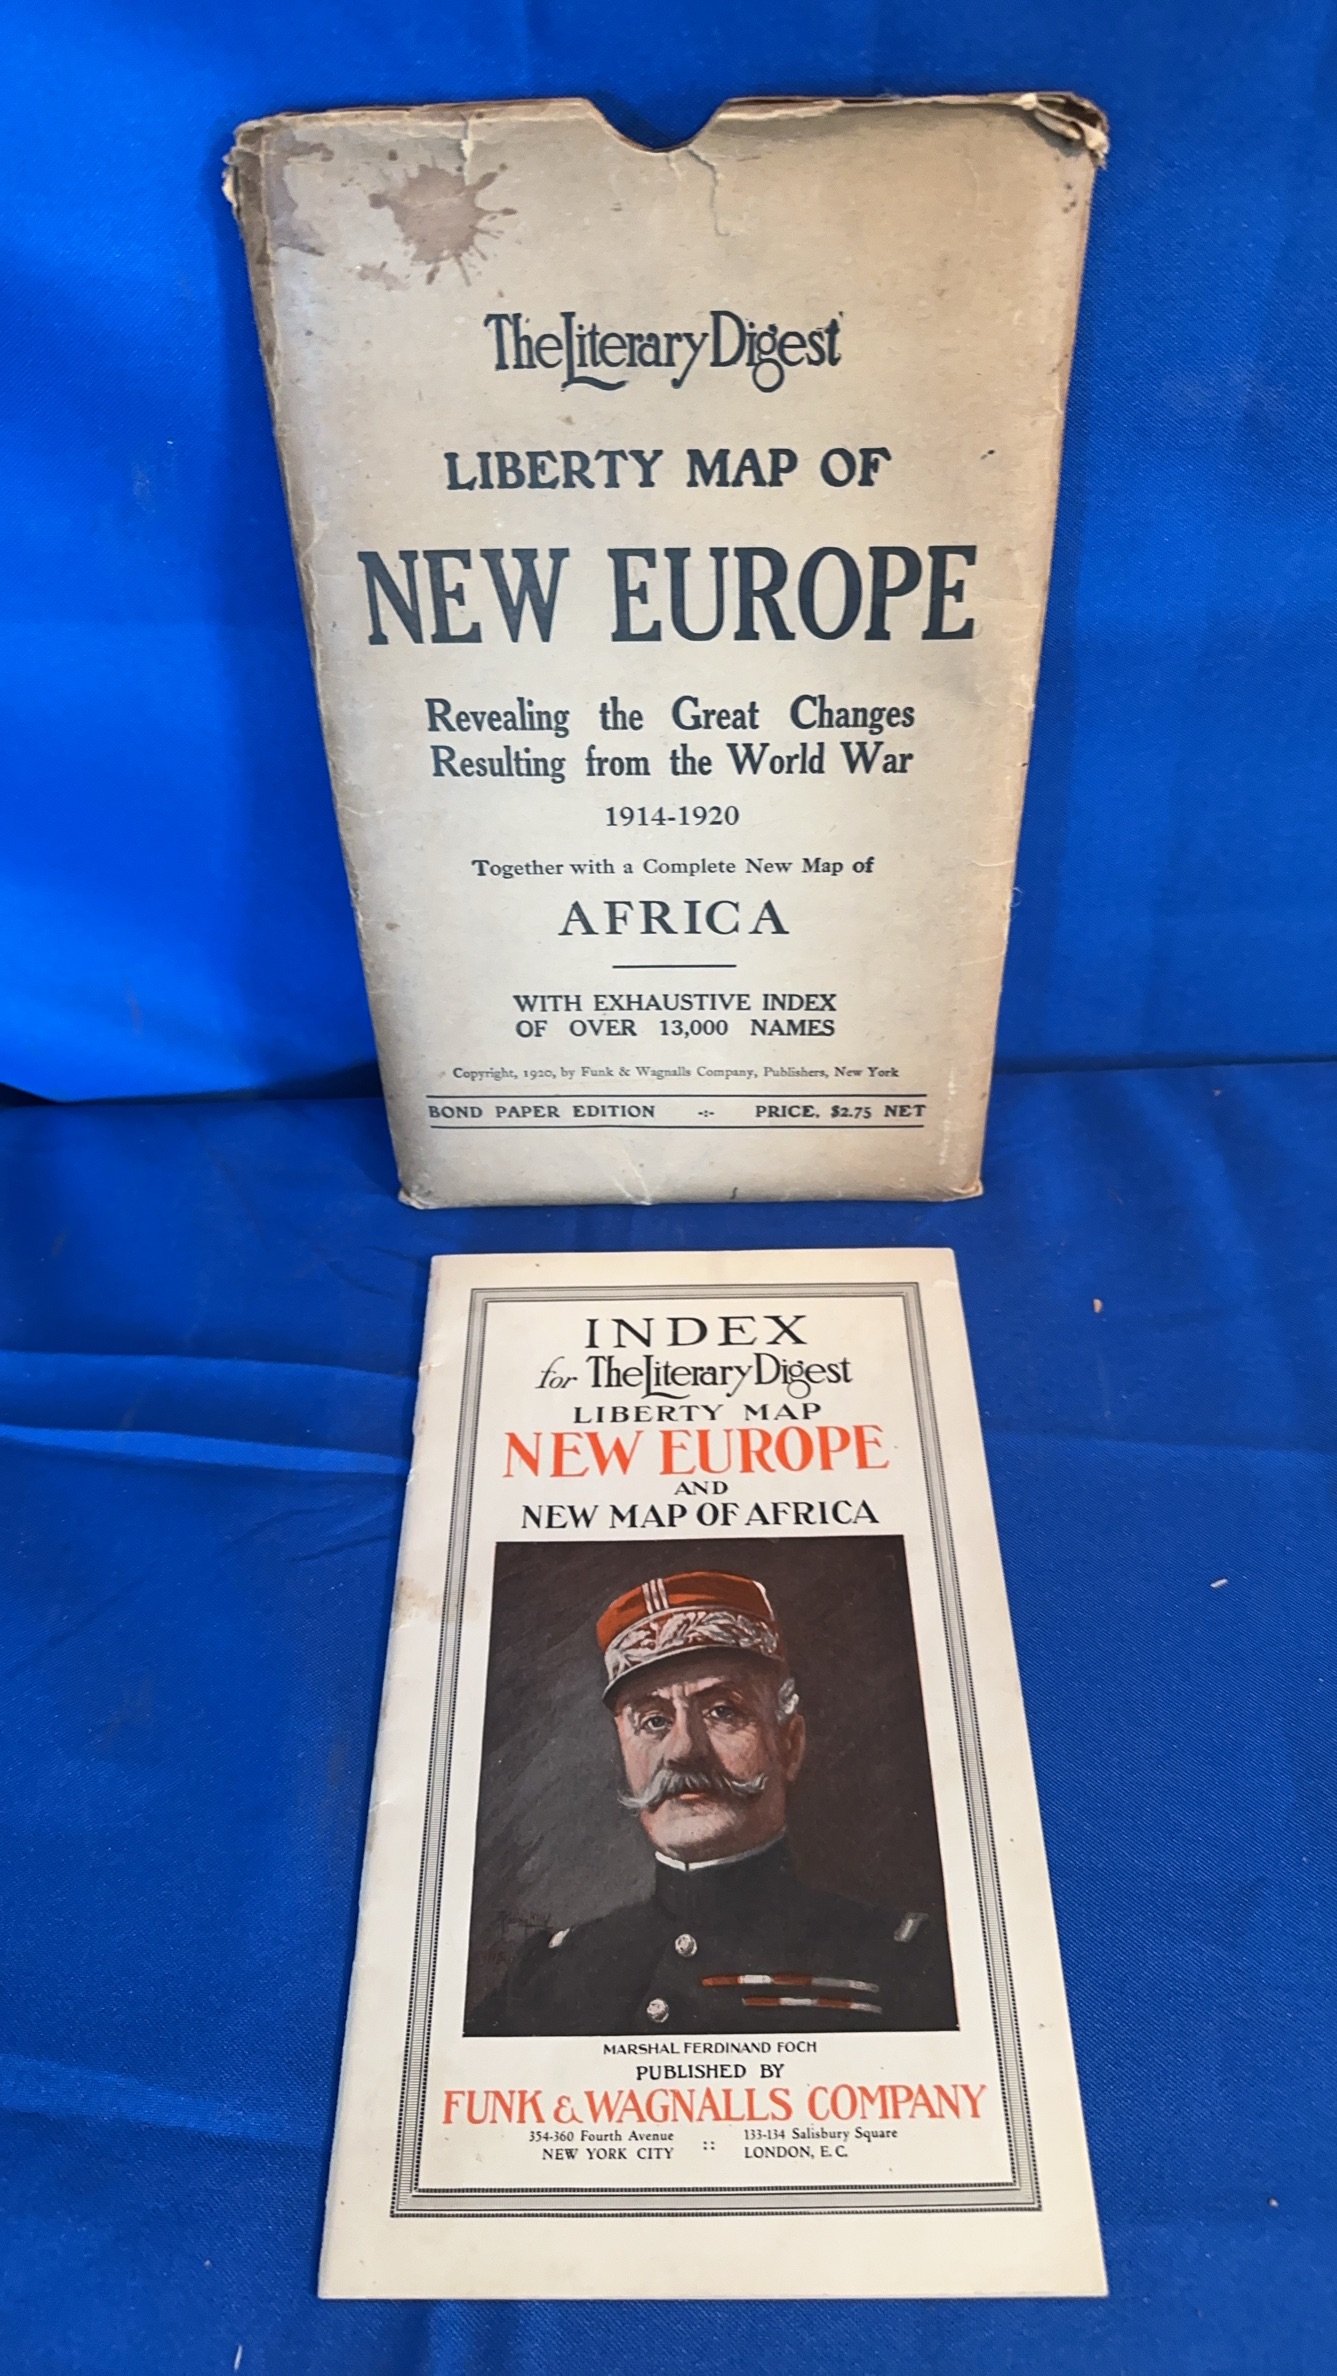 The Literary Digest
LIBERTY MAP OF
NEW EUROPE
Revealing the Great Changes
Resulting from the World War
1914-1920
Together with a Complete New Map of
AFRICA
WITH EXHAUSTIVE INDEX
OF OVER 13,000 NAMES
Copyright, 1920, by Funk & Wagnalls Company, Publishers, New York
BOND PAPER EDITION -:- PRICE, $2.75 NET
INDEX
for The Literary Digest
LIBERTY MAP
NEW EUROPE
AND
NEW MAP OF AFRICA
MARSHAL FERDINAND FOCH
PUBLISHED BY
FUNK & WAGNALLS COMPANY
354-360 Fourth Avenue :: 133-134 Salisbury Square
NEW YORK CITY LONDON, E.C.